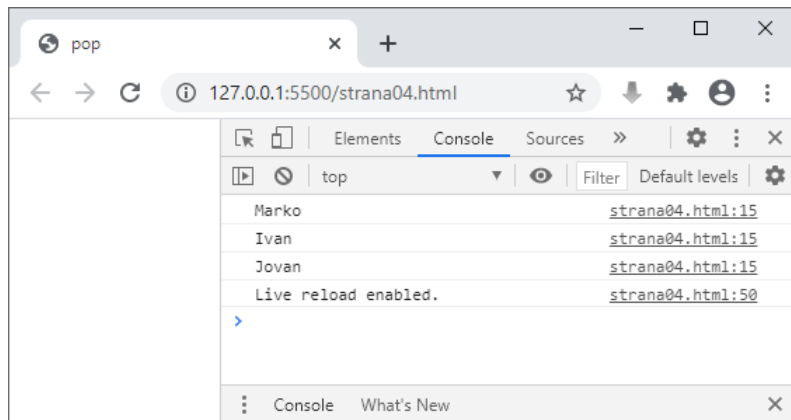 pop
127.0.0.1:5500/strana04.html
Elements Console Sources
top Filter Default levels
Marko strana04.html:15
Ivan strana04.html:15
Jovan strana04.html:15
Live reload enabled. strana04.html:50
Console What's New